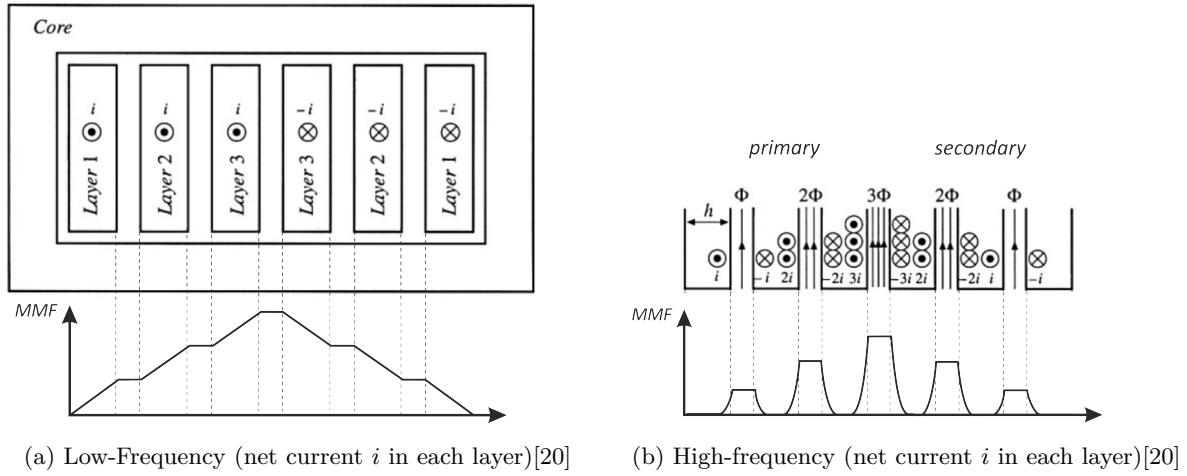 Core
i i i −i −i −i
Layer 1 Layer 2 Layer 3 Layer 3 Layer 2 Layer 1
MMF
(a) Low-Frequency (net current i in each layer)[20]
primary secondary
Φ 2Φ 3Φ 2Φ Φ
h
i −i 2i −2i 3i −3i 2i −2i i −i
MMF
(b) High-frequency (net current i in each layer)[20]